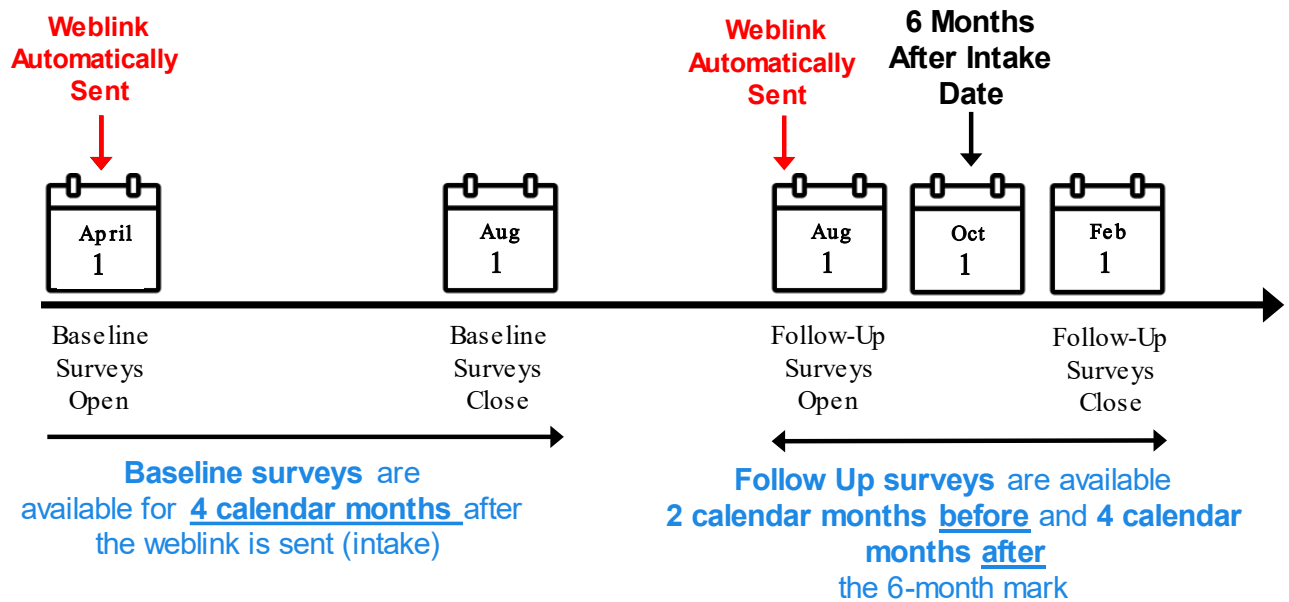 Weblink
Automatically
Sent
Weblink
Automatically
Sent
6 Months
After Intake
Date
April
1
Aug
1
Aug
1
Oct
1
Feb
1
Baseline
Surveys
Open
Baseline
Surveys
Close
Follow-Up
Surveys
Open
Follow-Up
Surveys
Close
Baseline surveys are
available for 4 calendar months after
the weblink is sent (intake)
Follow Up surveys are available
2 calendar months before and 4 calendar
months after
the 6-month mark